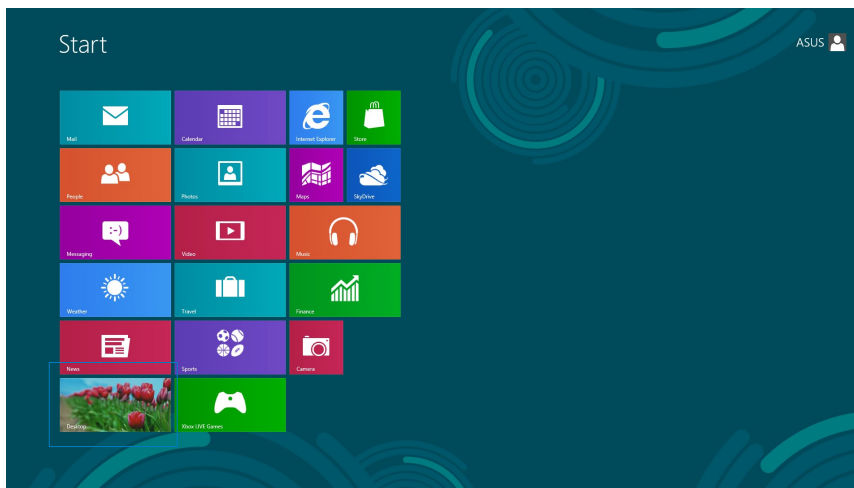 Start
ASUS
Mail
Calendar
Internet Explorer
Store
People
Photos
Maps
SkyDrive
:-)
Messaging
Video
Music
Weather
Travel
Finance
News
Sports
Camera
Desktop
Xbox LIVE Games